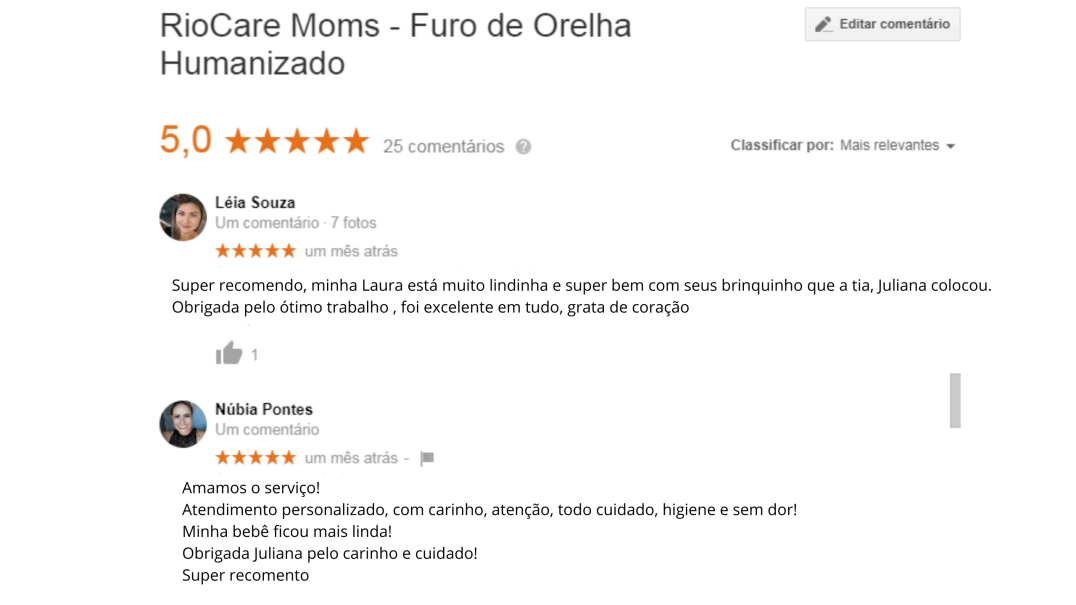 RioCare Moms - Furo de Orelha
Humanizado
Editar comentário
5,0 25 comentários
Classificar por: Mais relevantes
Léia Souza
Um comentário · 7 fotos
um mês atrás
Super recomendo, minha Laura está muito lindinha e super bem com seus brinquinho que a tia, Juliana colocou.
Obrigada pelo ótimo trabalho , foi excelente em tudo, grata de coração
1
Núbia Pontes
Um comentário
um mês atrás -
Amamos o serviço!
Atendimento personalizado, com carinho, atenção, todo cuidado, higiene e sem dor!
Minha bebê ficou mais linda!
Obrigada Juliana pelo carinho e cuidado!
Super recomento